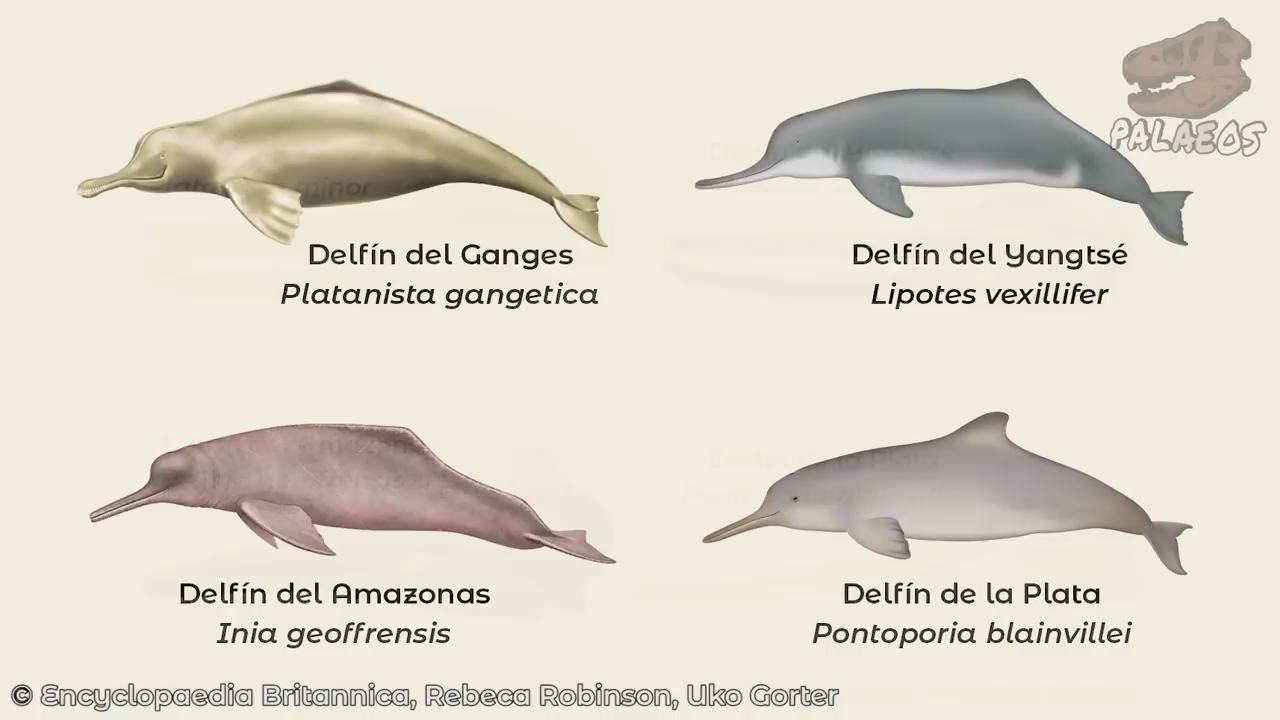 PALAEOS
Delfín del Ganges
Platanista gangetica
Delfín del Yangtsé
Lipotes vexillifer
Delfín del Amazonas
Inia geoffrensis
Delfín de la Plata
Pontoporia blainvillei
© Encyclopaedia Britannica, Rebeca Robinson, Uko Gorter